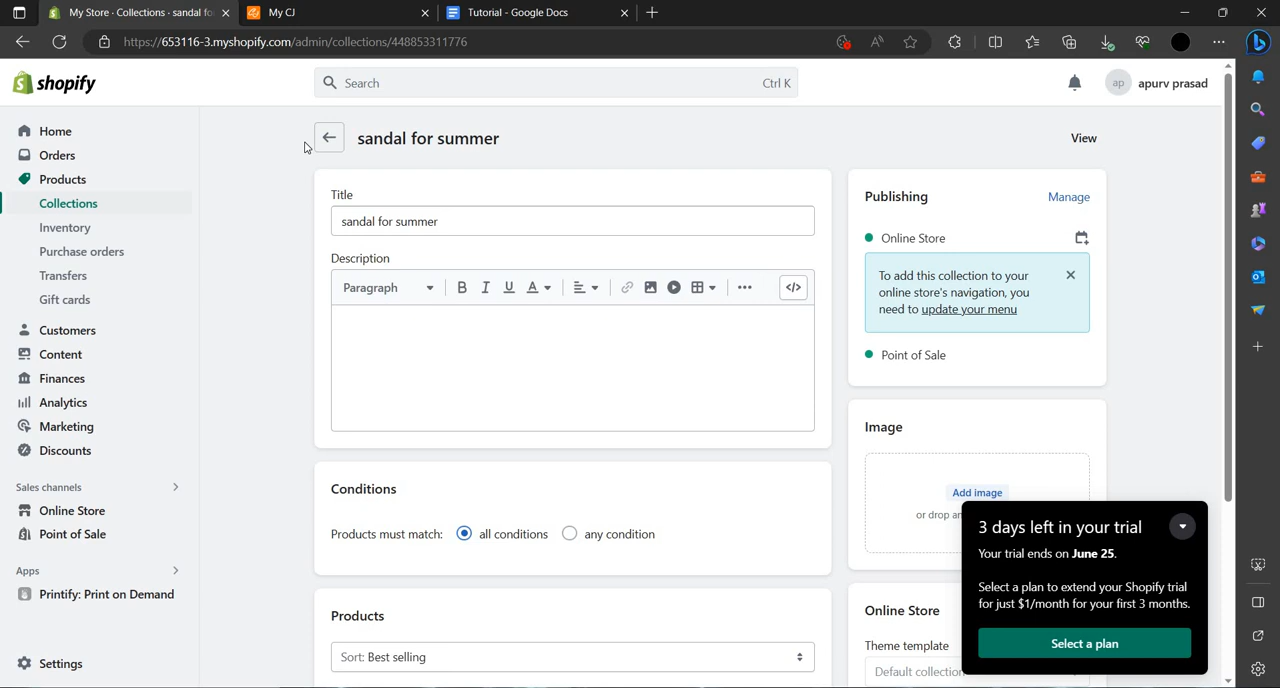 My Store · Collections · sandal fo
My CJ
Tutorial - Google Docs
https://653116-3.myshopify.com/admin/collections/448853311776
shopify
Search
Ctrl K
ap
apurv prasad
Home
Orders
Products
Collections
Inventory
Purchase orders
Transfers
Gift cards
Customers
Content
Finances
Analytics
Marketing
Discounts
Sales channels
Online Store
Point of Sale
Apps
Printify: Print on Demand
Settings
sandal for summer
View
Title
sandal for summer
Description
Paragraph
B I U A
Conditions
Products must match: all conditions any condition
Products
Sort: Best selling
Publishing
Manage
Online Store
To add this collection to your
online store's navigation, you
need to update your menu
Point of Sale
Image
Add image
or drop an
Online Store
Theme template
Default collection
3 days left in your trial
Your trial ends on June 25.
Select a plan to extend your Shopify trial
for just $1/month for your first 3 months.
Select a plan